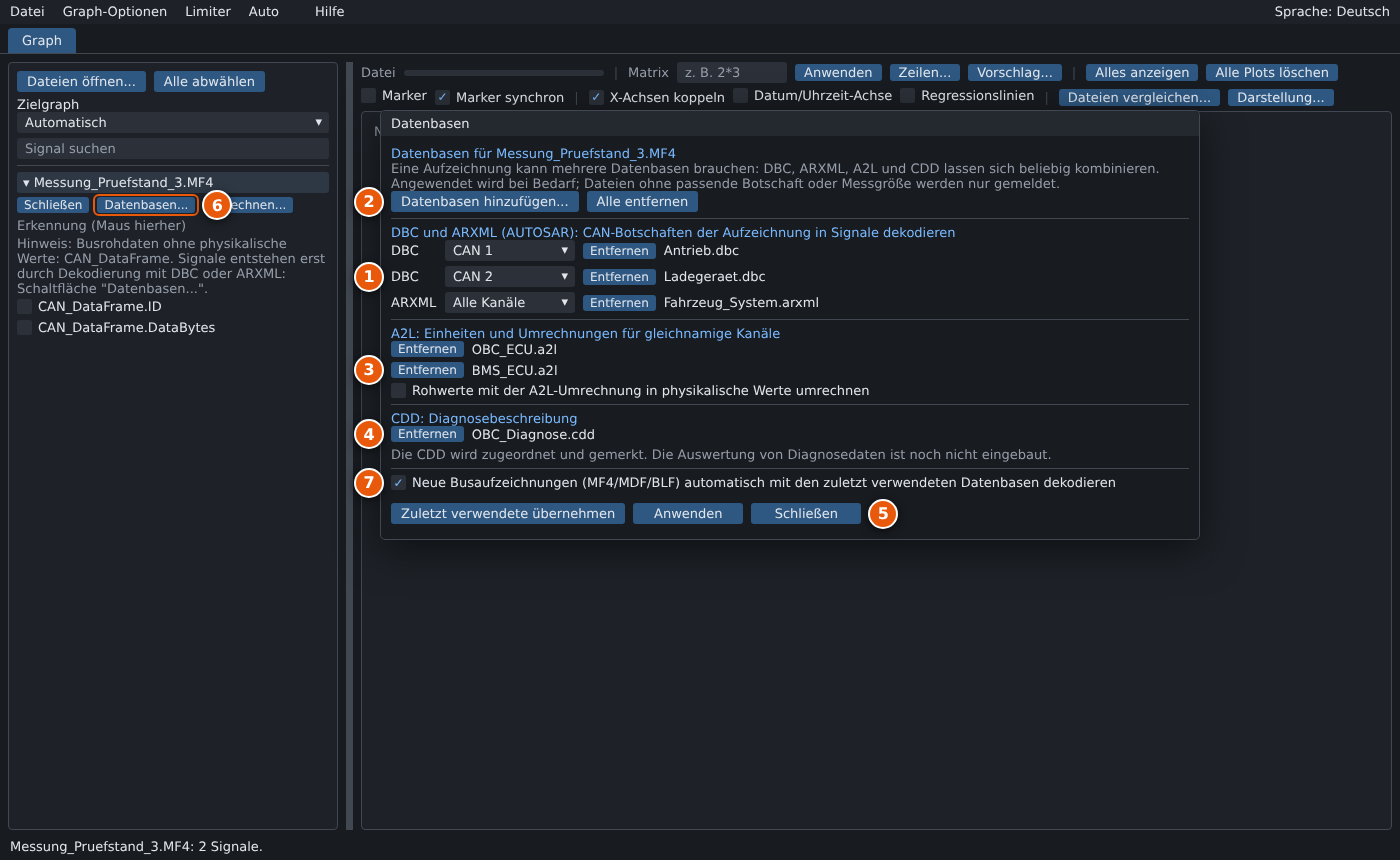 Datei Graph-Optionen Limiter Auto Hilfe Sprache: Deutsch
Graph
Dateien öffnen... Alle abwählen
Zielgraph
Automatisch
Signal suchen
Messung_Pruefstand_3.MF4
Schließen Datenbasen... 6 echnen...
Erkennung (Maus hierher)
Hinweis: Busrohdaten ohne physikalische
Werte: CAN_DataFrame. Signale entstehen erst
durch Dekodierung mit DBC oder ARXML:
Schaltfläche "Datenbasen...".
CAN_DataFrame.ID
CAN_DataFrame.DataBytes
Datei | Matrix z. B. 2*3 Anwenden Zeilen... Vorschlag... | Alles anzeigen Alle Plots löschen
Marker Marker synchron | X-Achsen koppeln Datum/Uhrzeit-Achse Regressionslinien | Dateien vergleichen... Darstellung...
Datenbasen
Datenbasen für Messung_Pruefstand_3.MF4
Eine Aufzeichnung kann mehrere Datenbasen brauchen: DBC, ARXML, A2L und CDD lassen sich beliebig kombinieren.
Angewendet wird bei Bedarf; Dateien ohne passende Botschaft oder Messgröße werden nur gemeldet.
2 Datenbasen hinzufügen... Alle entfernen
DBC und ARXML (AUTOSAR): CAN-Botschaften der Aufzeichnung in Signale dekodieren
DBC CAN 1 Entfernen Antrieb.dbc
1 DBC CAN 2 Entfernen Ladegeraet.dbc
ARXML Alle Kanäle Entfernen Fahrzeug_System.arxml
A2L: Einheiten und Umrechnungen für gleichnamige Kanäle
Entfernen OBC_ECU.a2l
3 Entfernen BMS_ECU.a2l
Rohwerte mit der A2L-Umrechnung in physikalische Werte umrechnen
CDD: Diagnosebeschreibung
4 Entfernen OBC_Diagnose.cdd
Die CDD wird zugeordnet und gemerkt. Die Auswertung von Diagnosedaten ist noch nicht eingebaut.
7 Neue Busaufzeichnungen (MF4/MDF/BLF) automatisch mit den zuletzt verwendeten Datenbasen dekodieren
Zuletzt verwendete übernehmen Anwenden Schließen 5
Messung_Pruefstand_3.MF4: 2 Signale.